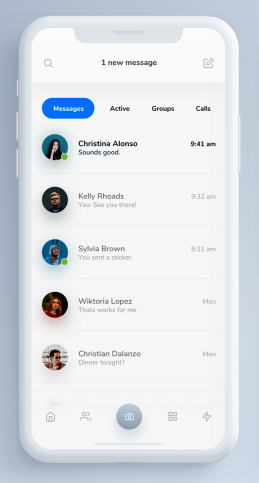 1 new message
Messages Active Groups Calls
Christina Alonso 9:41 am
Sounds good.
Kelly Rhoads 9:32 am
You: See you there!
Sylvia Brown 8:21 am
You sent a sticker.
Wiktoria Lopez Mon
Thats works for me
Christian Dalanzo Mon
Dinner tonight?